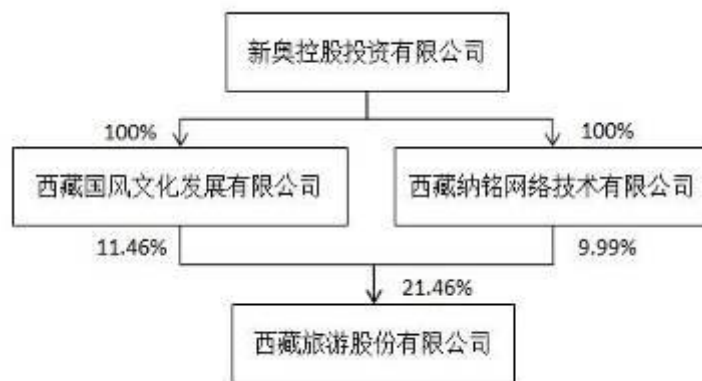 新奥控股投资有限公司
100%
100%
西藏国风文化发展有限公司
西藏纳铭网络技术有限公司
11.46%
9.99%
21.46%
西藏旅游股份有限公司